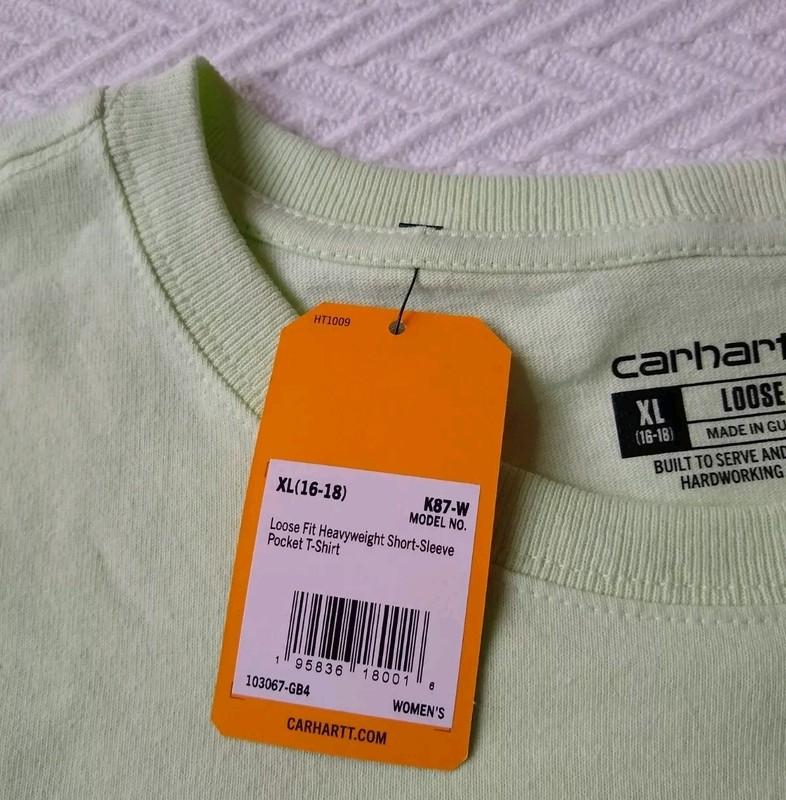 HT1009
XL(16-18)
K87-W
MODEL NO.
Loose Fit Heavyweight Short-Sleeve
Pocket T-Shirt
1 95836 18001 6
103067-GB4
WOMEN'S
CARHARTT.COM
carhart
XL
(16-18)
LOOSE
MADE IN GU
BUILT TO SERVE AND
HARDWORKING